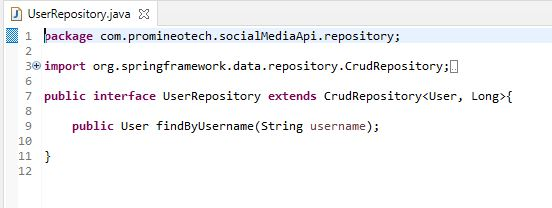 UserRepository.java
1 package com.promineotech.socialMediaApi.repository;
2
3 import org.springframework.data.repository.CrudRepository;
6
7 public interface UserRepository extends CrudRepository<User, Long>{
8
9 public User findByUsername(String username);
10
11 }
12